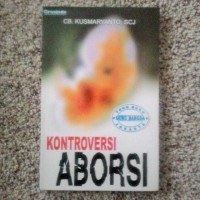 CB. KUSMARYANTO, SCJ
KONTROVERSI
ABORSI